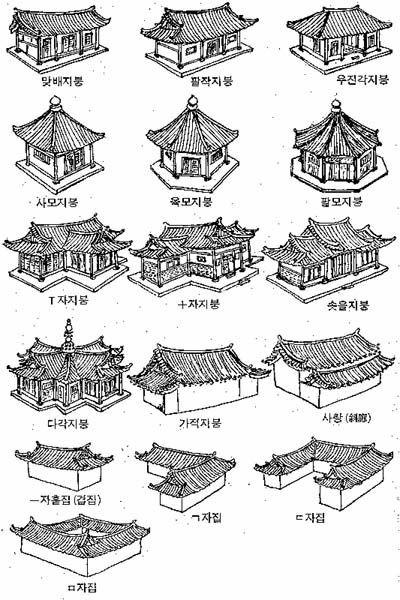 맞배지붕
팔작지붕
우진각지붕
사모지붕
육모지붕
팔모지붕
T자지붕
十자지붕
솟을지붕
다각지붕
가적지붕
사랑(斜廊)
一자홑집(겹집)
ㄱ자집
ㄷ자집
ㅁ자집